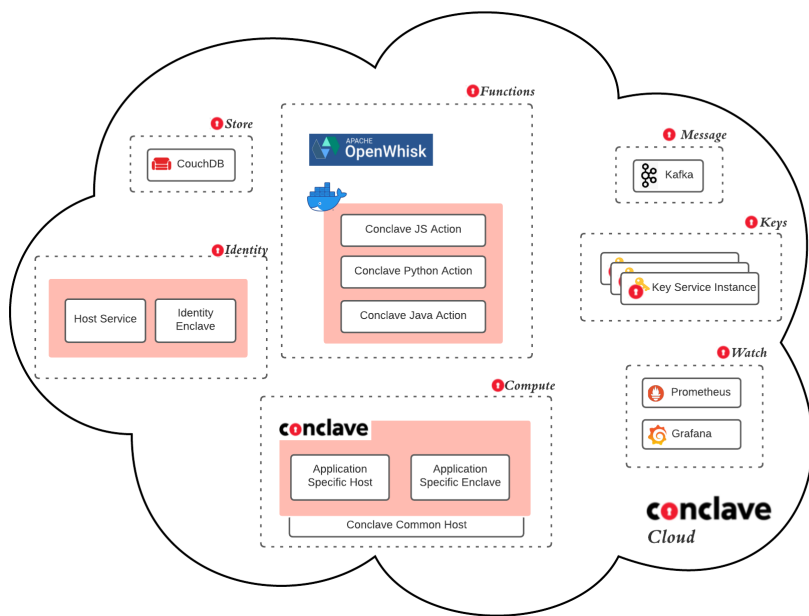 Functions
APACHE
OpenWhisk
Conclave JS Action
Conclave Python Action
Conclave Java Action
Store
CouchDB
Message
Kafka
Keys
Key Service Instance
Identity
Host Service
Identity
Enclave
Watch
Prometheus
Grafana
Compute
conclave
Application
Specific Host
Application
Specific Enclave
Conclave Common Host
conclave
Cloud